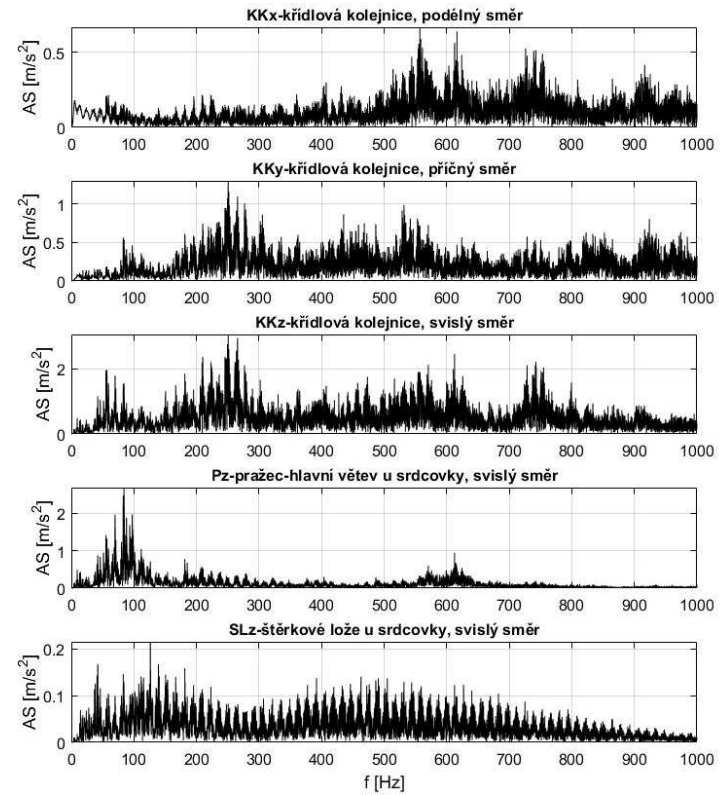 KKx-křídlová kolejnice, podélný směr
AS [m/s²]
0.5
0
0 100 200 300 400 500 600 700 800 900 1000
KKy-křídlová kolejnice, příčný směr
AS [m/s²]
1
0.5
0
0 100 200 300 400 500 600 700 800 900 1000
KKz-křídlová kolejnice, svislý směr
AS [m/s²]
2
0
0 100 200 300 400 500 600 700 800 900 1000
Pz-pražec-hlavní větev u srdcovky, svislý směr
AS [m/s²]
2
1
0
0 100 200 300 400 500 600 700 800 900 1000
SLz-štěrkové lože u srdcovky, svislý směr
AS [m/s²]
0.2
0.1
0
0 100 200 300 400 500 600 700 800 900 1000
f [Hz]